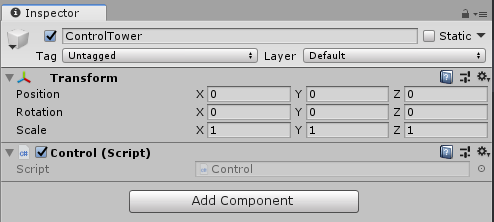 Inspector
ControlTower
Static
Tag Untagged Layer Default
Transform
Position X 0 Y 0 Z 0
Rotation X 0 Y 0 Z 0
Scale X 1 Y 1 Z 1
Control (Script)
Script Control
Add Component